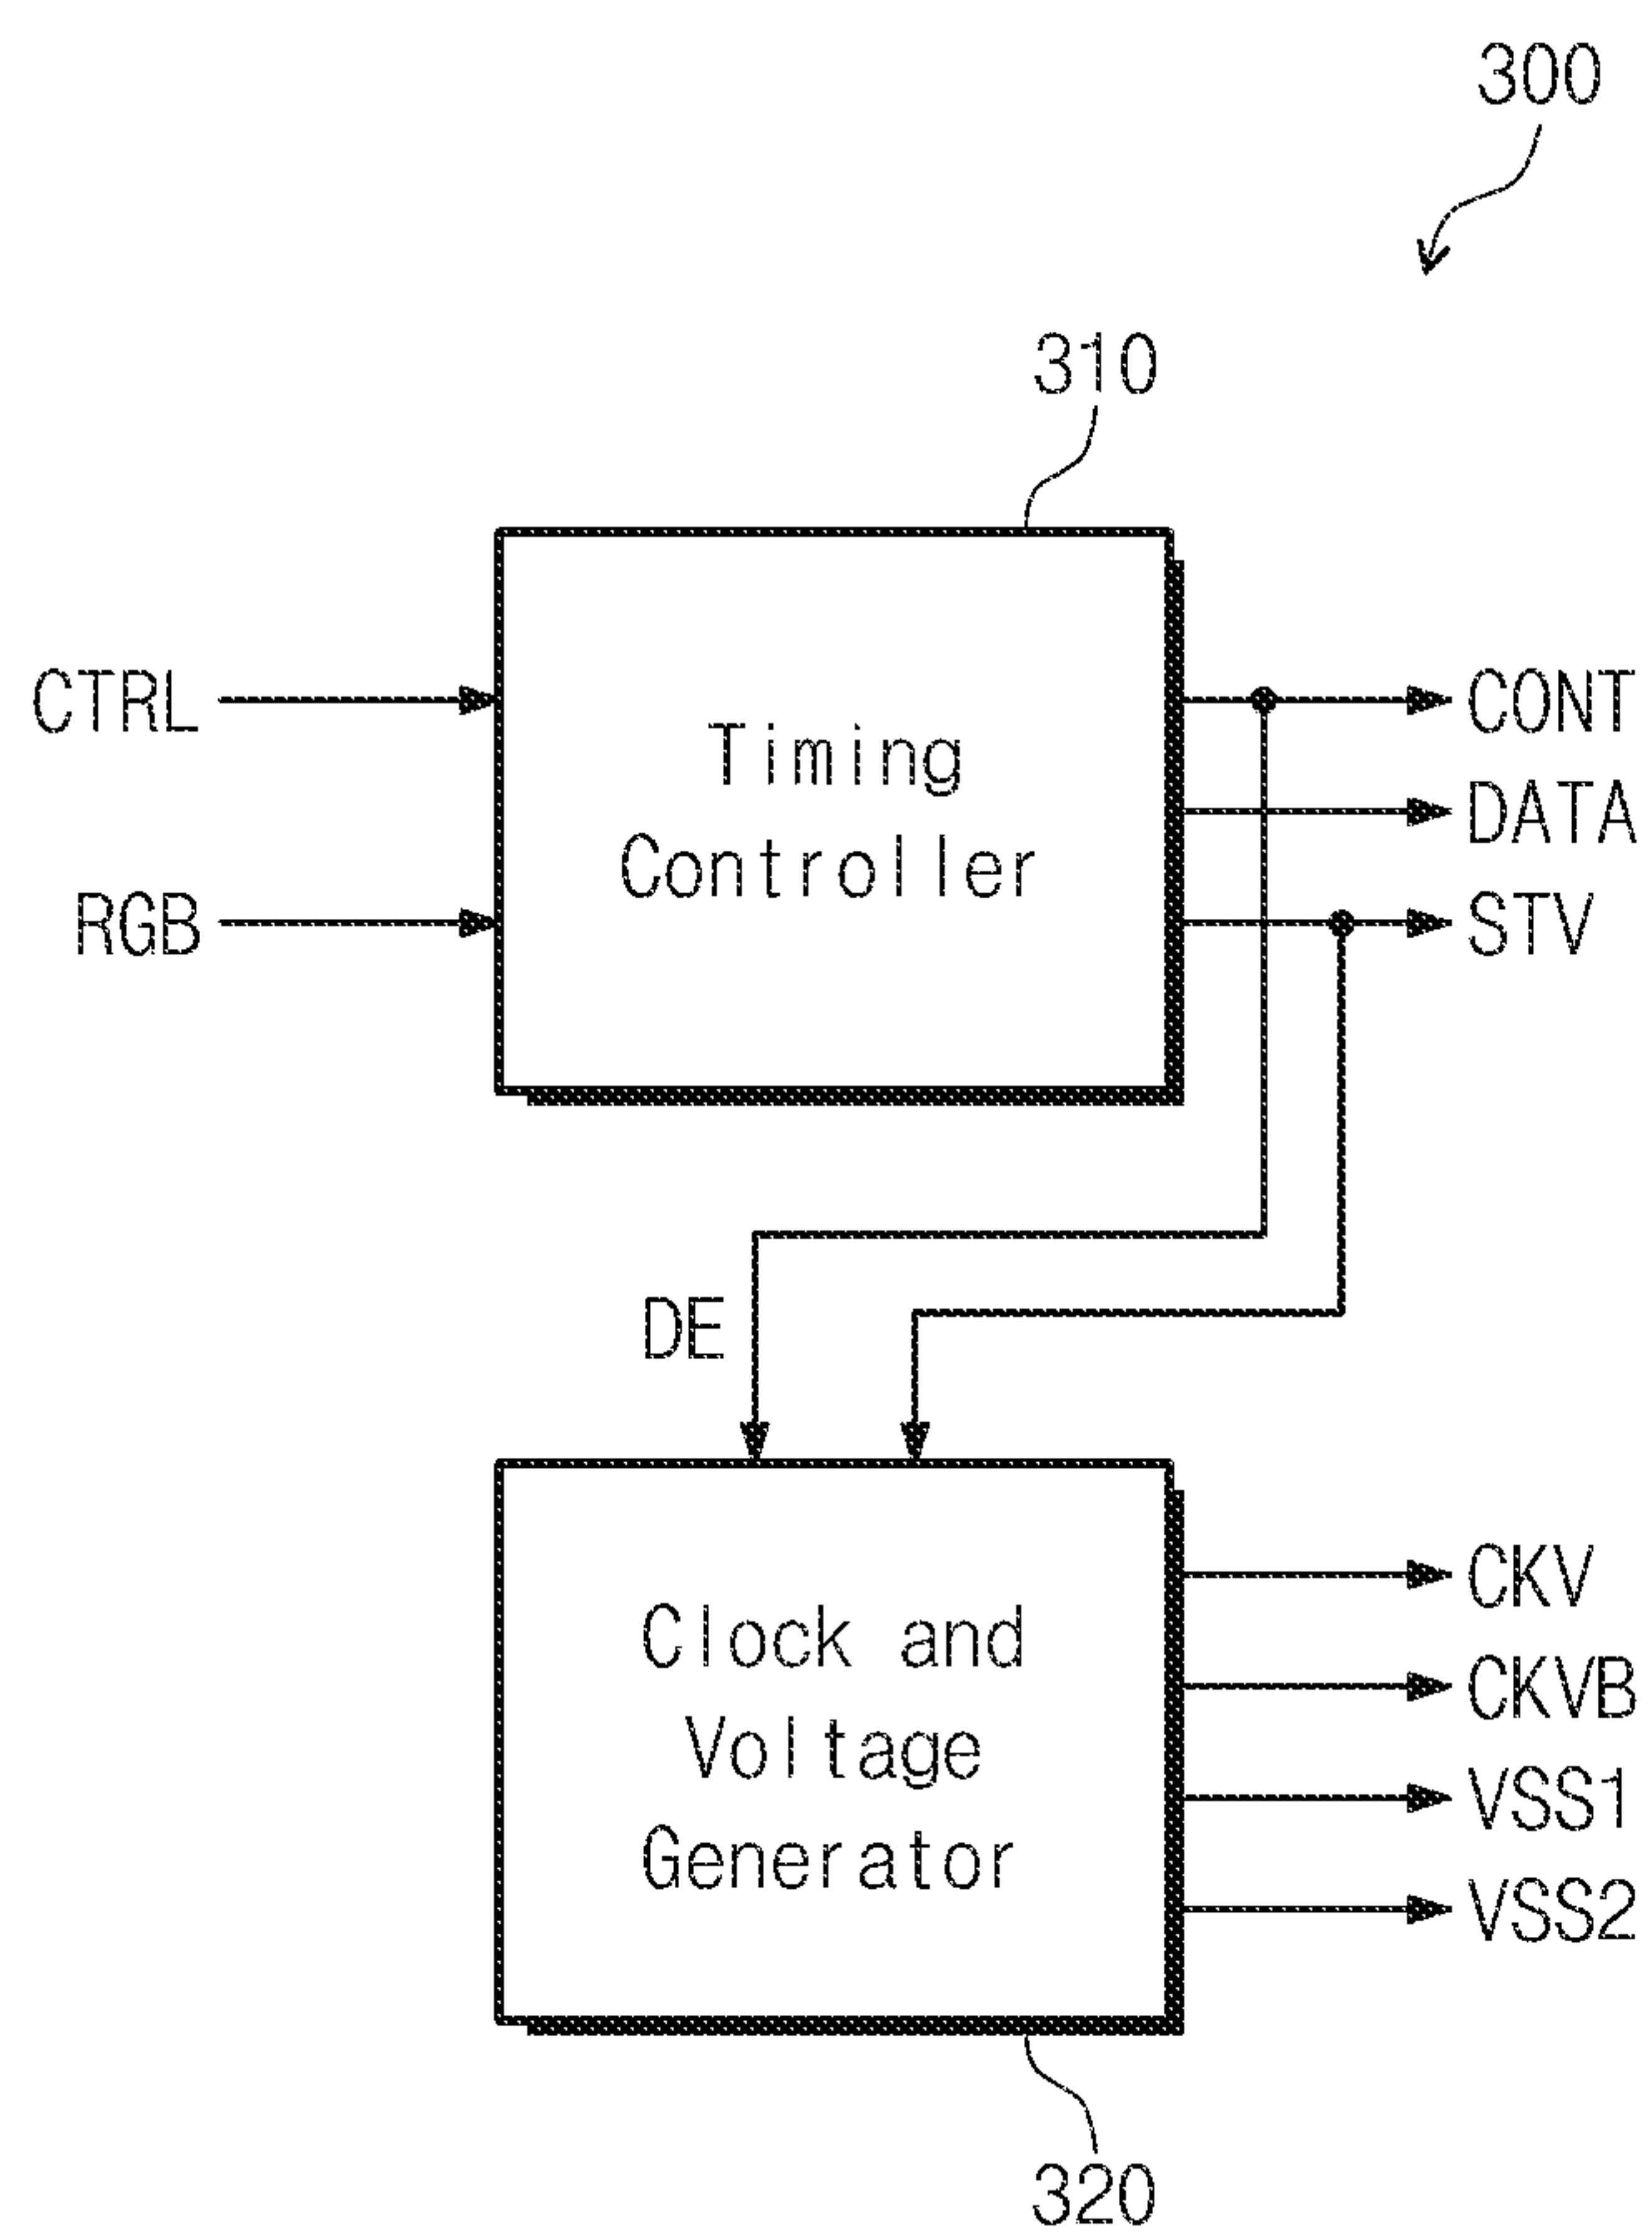 300
310
CTRL
RGB
Timing
Controller
CONT
DATA
STV
DE
Clock and
Voltage
Generator
CKV
CKVB
VSS1
VSS2
320